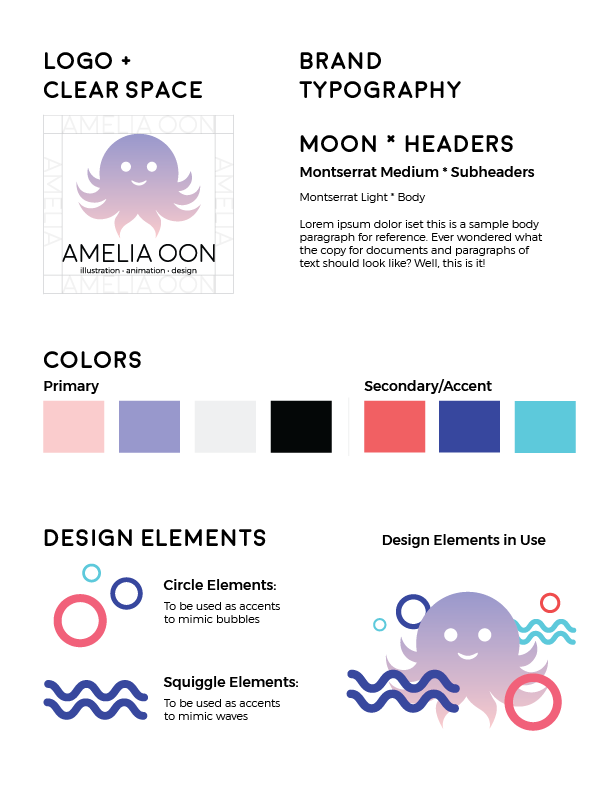 LOGO +
CLEAR SPACE
AMELIA OON
AMELIA
AMELIA
AMELIA OON
illustration • animation • design
AMELIA OON
BRAND
TYPOGRAPHY
MOON * HEADERS
Montserrat Medium * Subheaders
Montserrat Light * Body
Lorem ipsum dolor iset this is a sample body
paragraph for reference. Ever wondered what
the copy for documents and paragraphs of
text should look like? Well, this is it!
COLORS
Primary
Secondary/Accent
DESIGN ELEMENTS
Circle Elements:
To be used as accents
to mimic bubbles
Squiggle Elements:
To be used as accents
to mimic waves
Design Elements in Use